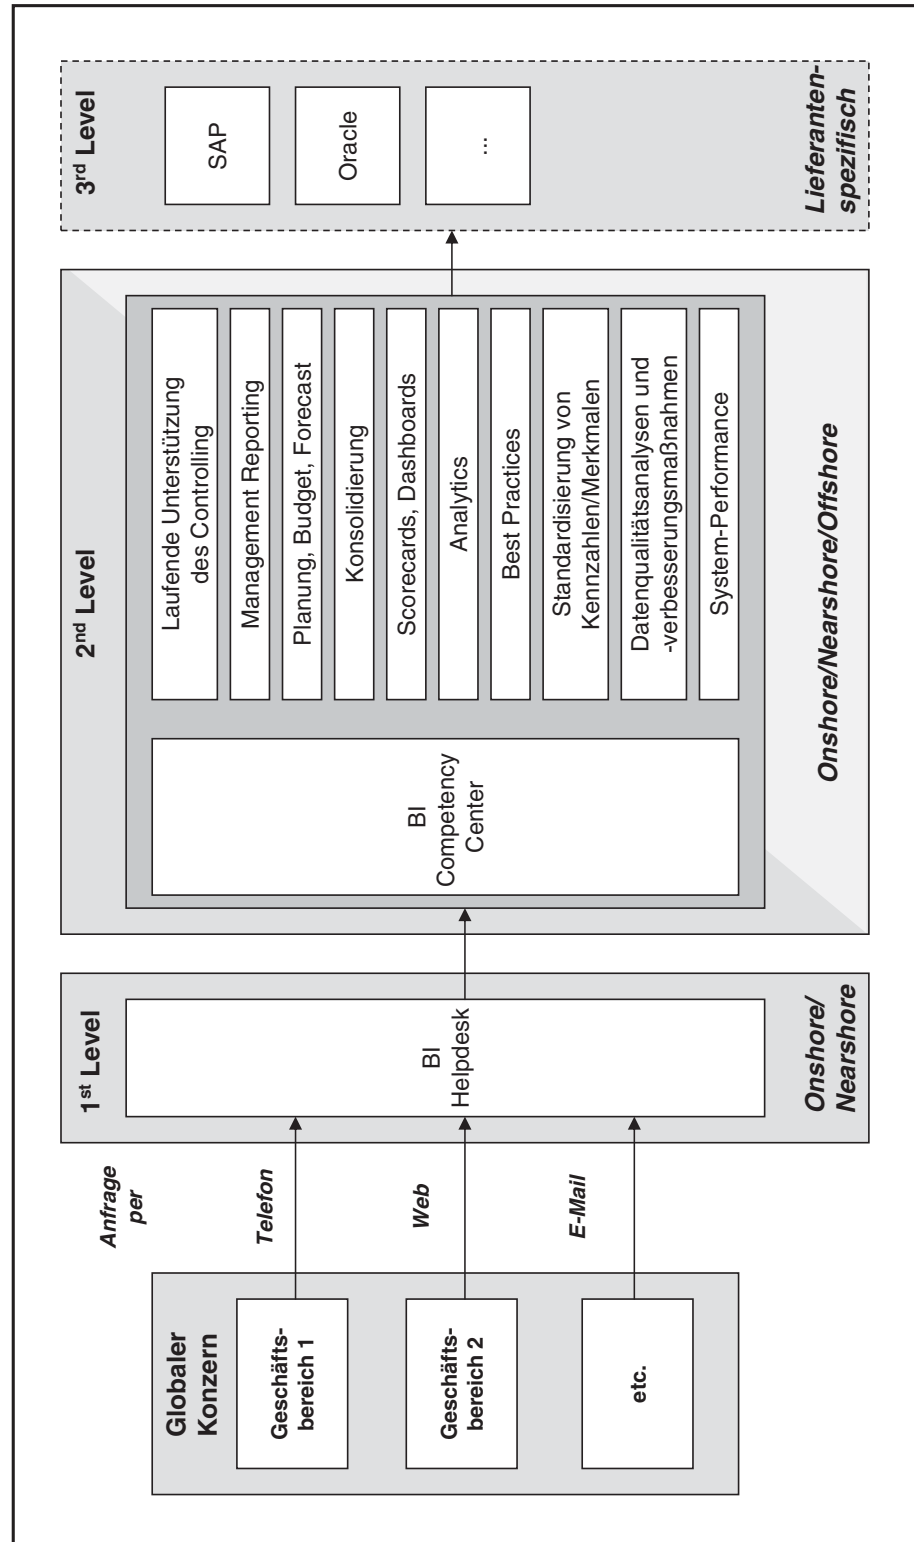 Globaler
Konzern
Geschäfts-
bereich 1
Geschäfts-
bereich 2
etc.
Anfrage
per
Telefon
Web
E-Mail
1st Level
BI
Helpdesk
Onshore/
Nearshore
2nd Level
BI
Competency
Center
Laufende Unterstützung
des Controlling
Management Reporting
Planung, Budget, Forecast
Konsolidierung
Scorecards, Dashboards
Analytics
Best Practices
Standardisierung von
Kennzahlen/Merkmalen
Datenqualitätsanalysen und
-verbesserungsmaßnahmen
System-Performance
Onshore/Nearshore/Offshore
3rd Level
SAP
Oracle
...
Lieferanten-
spezifisch